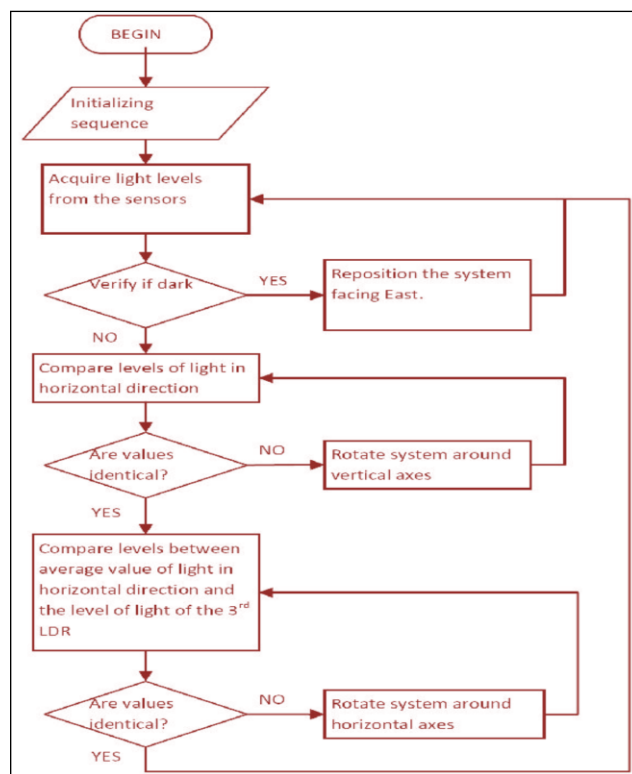 BEGIN
Initializing
sequence
Acquire light levels
from the sensors
Verify if dark
YES
Reposition the system
facing East.
NO
Compare levels of light in
horizontal direction
Are values
identical?
NO
Rotate system around
vertical axes
YES
Compare levels between
average value of light in
horizontal direction and
the level of light of the 3rd
LDR
Are values
identical?
NO
Rotate system around
horizontal axes
YES